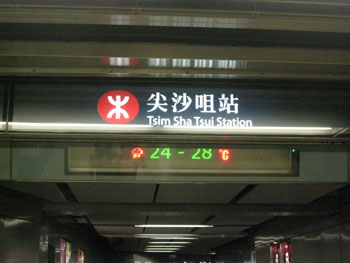 尖沙咀站
Tsim Sha Tsui Station
24 - 28 °C